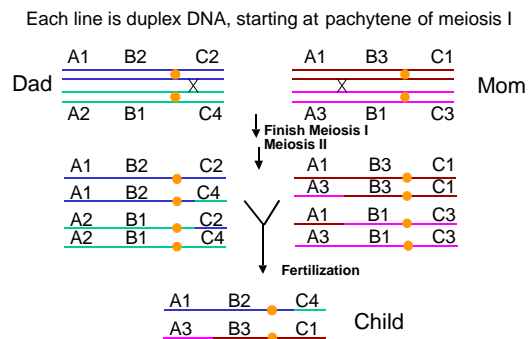 Each line is duplex DNA, starting at pachytene of meiosis I
A1 B2 C2
A1 B3 C1
Dad
X
X
Mom
A2 B1 C4
A3 B1 C3
Finish Meiosis I
Meiosis II
A1 B2 C2
A1 B3 C1
A1 B2 C4
A3 B3 C1
A2 B1 C2
A1 B1 C3
A2 B1 C4
A3 B1 C3
Fertilization
A1 B2 C4
Child
A3 B3 C1